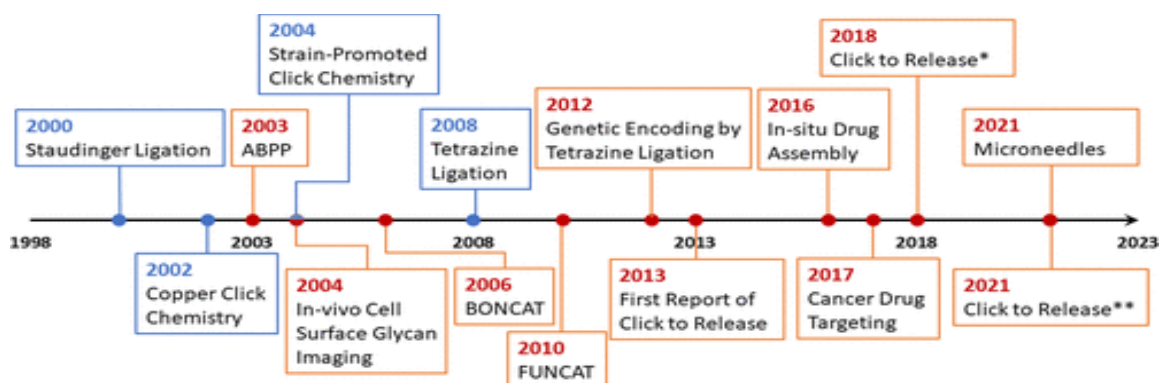 2004
Strain-Promoted
Click Chemistry
2018
Click to Release*
2000
Staudinger Ligation
2003
ABPP
2008
Tetrazine
Ligation
2012
Genetic Encoding by
Tetrazine Ligation
2016
In-situ Drug
Assembly
2021
Microneedles
1998
2003
2008
2013
2018
2023
2002
Copper Click
Chemistry
2004
In-vivo Cell
Surface Glycan
Imaging
2006
BONCAT
2010
FUNCAT
2013
First Report of
Click to Release
2017
Cancer Drug
Targeting
2021
Click to Release**